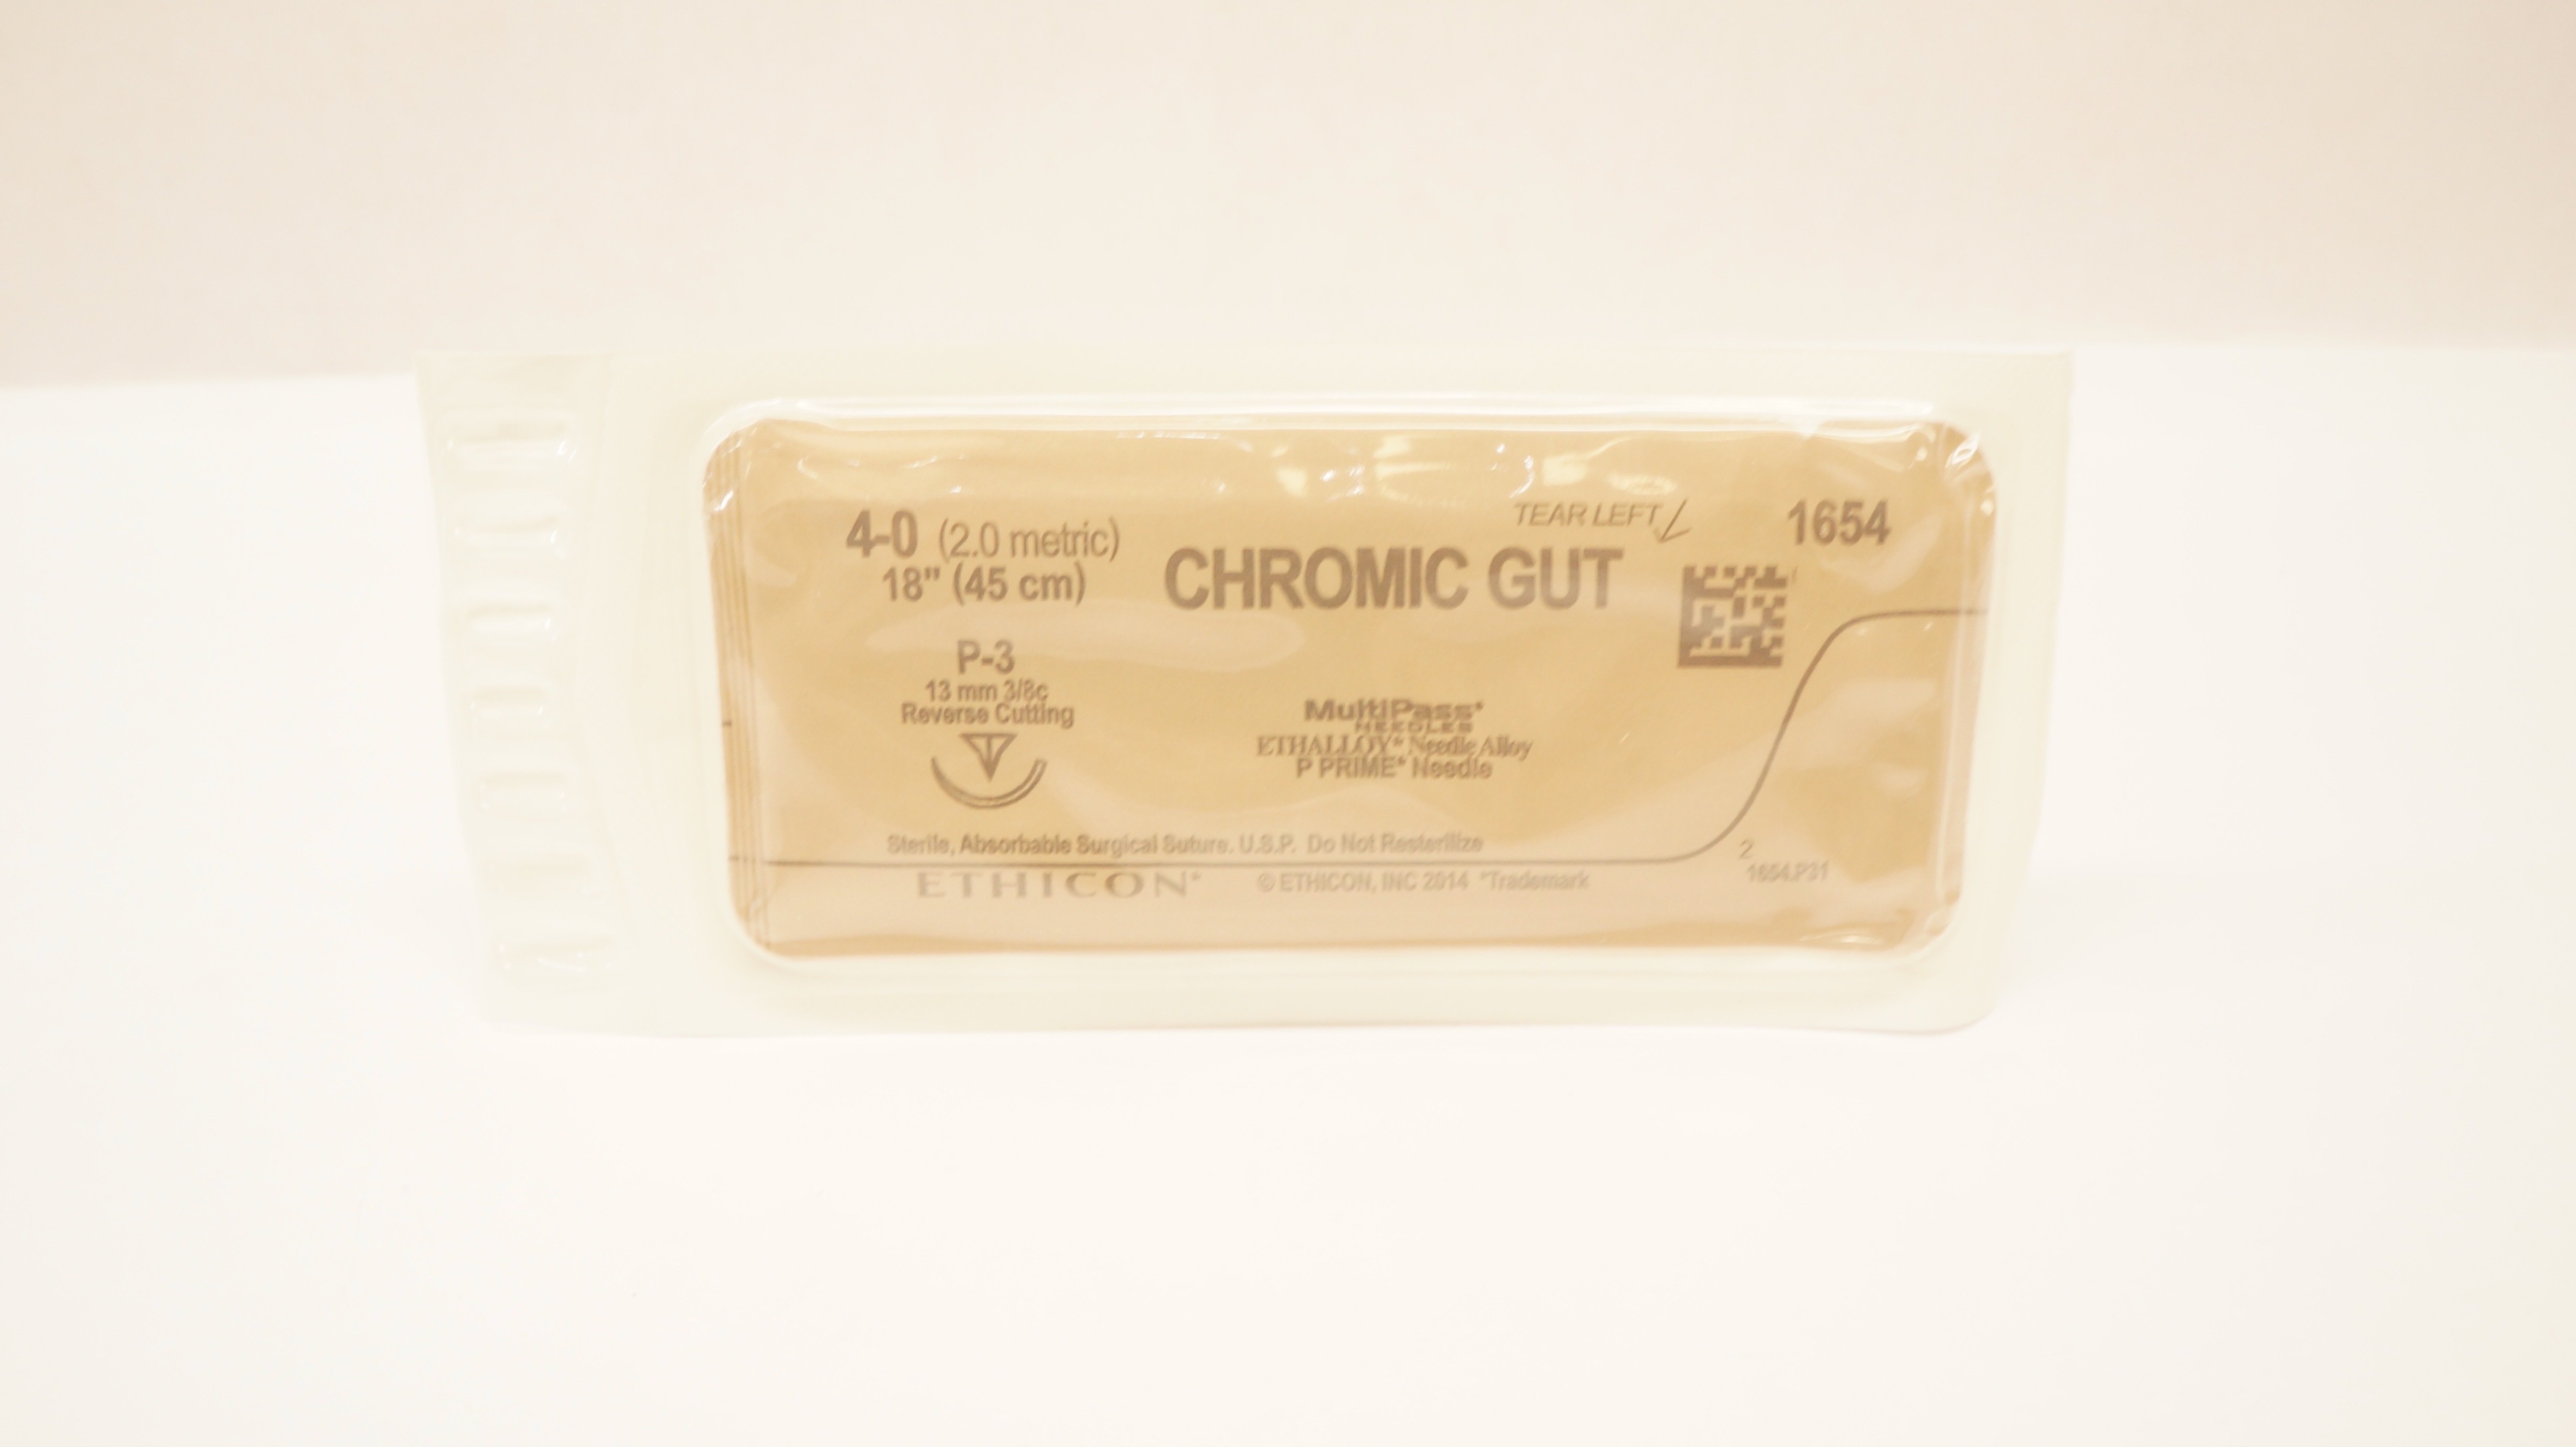 4-0 (2.0 metric)
18" (45 cm)
TEAR LEFT
CHROMIC GUT
1654
P-3
13 mm 3/8c
Reverse Cutting
MultiPass*
NEEDLES
ETHALLOY* Needle Alloy
P PRIME* Needle
Sterile, Absorbable Surgical Suture. U.S.P. Do Not Resterilize
ETHICON*
© ETHICON, INC 2014 *Trademark
2
1654.P31